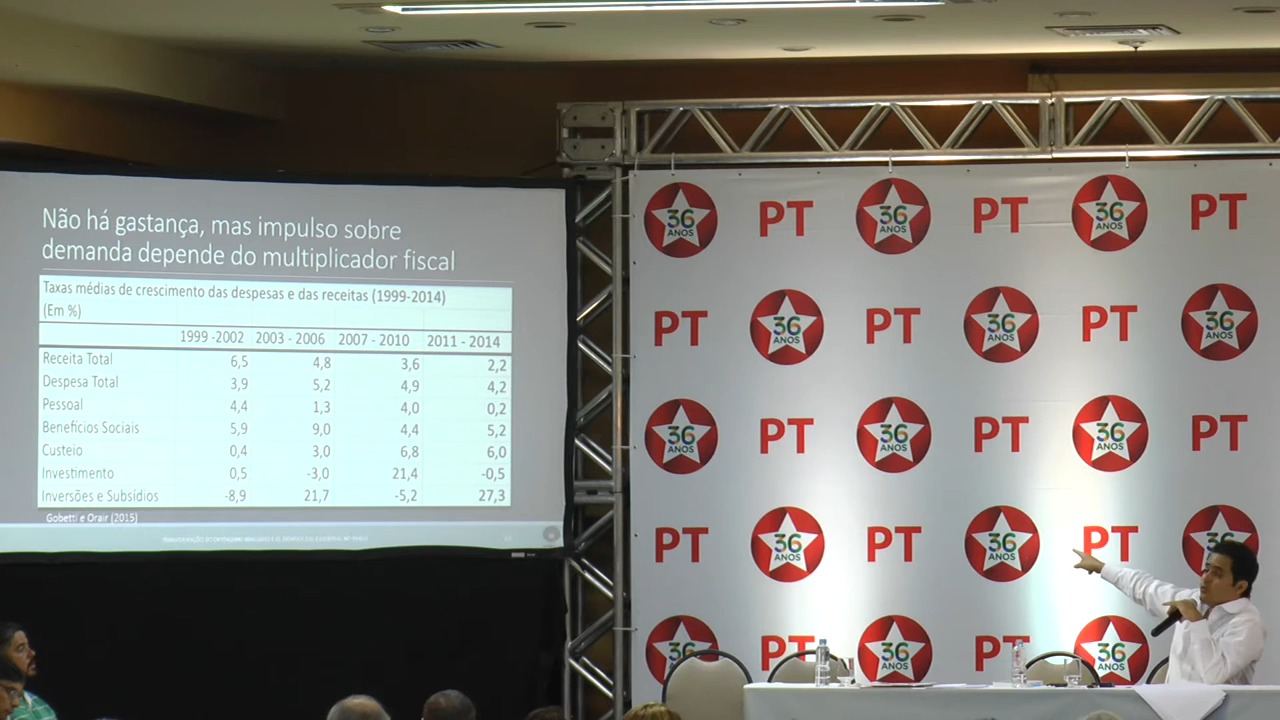 Não há gastança, mas impulso sobre
demanda depende do multiplicador fiscal
Taxas médias de crescimento das despesas e das receitas (1999-2014)
(Em %)
1999 -2002 2003 - 2006 2007 - 2010 2011 - 2014
Receita Total 6,5 4,8 3,6 2,2
Despesa Total 3,9 5,2 4,9 4,2
Pessoal 4,4 1,3 4,0 0,2
Benefícios Sociais 5,9 9,0 4,4 5,2
Custeio 0,4 3,0 6,8 6,0
Investimento 0,5 -3,0 21,4 -0,5
Inversões e Subsídios -8,9 21,7 -5,2 27,3
Gobetti e Orair (2015)
36 ANOS PT 36 ANOS PT 36 ANOS PT
PT 36 ANOS PT 36 ANOS PT 36 ANOS
36 ANOS PT 36 ANOS PT 36 ANOS PT
PT 36 ANOS PT 36 ANOS PT 36
36 PT 36 ANOS PT 36 ANOS